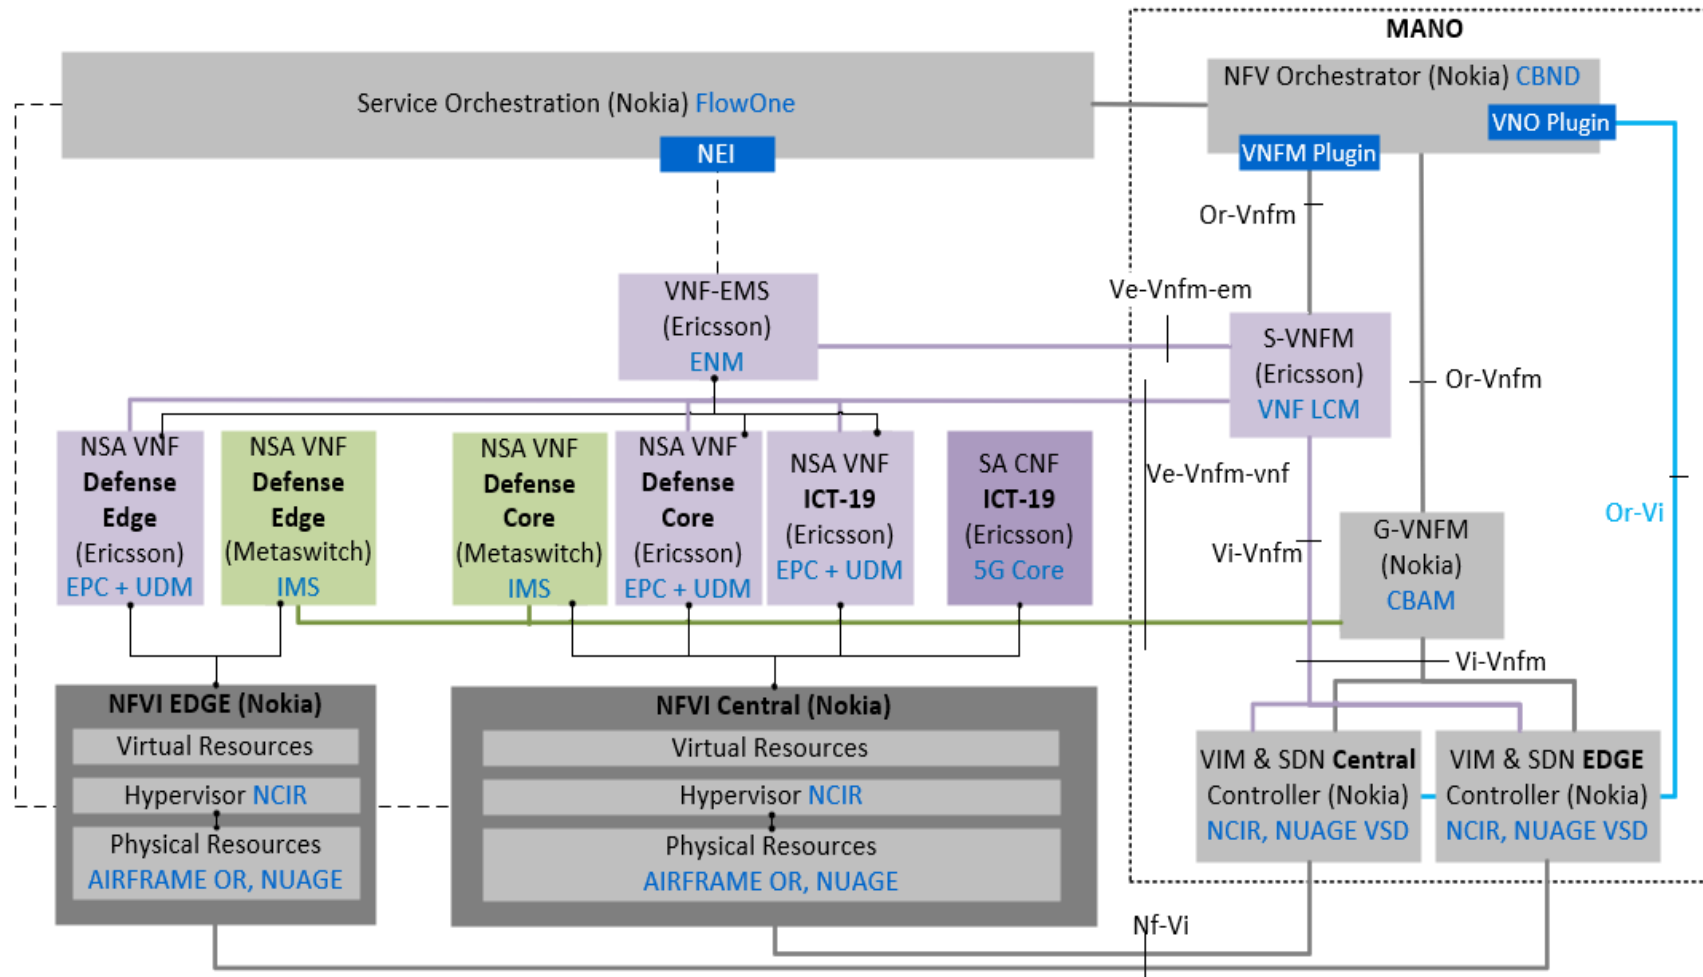 MANO
Service Orchestration (Nokia) FlowOne
NEI
NFV Orchestrator (Nokia) CBND
VNO Plugin
VNFM Plugin
Or-Vnfm
VNF-EMS
(Ericsson)
ENM
Ve-Vnfm-em
S-VNFM
(Ericsson)
VNF LCM
Or-Vnfm
NSA VNF
Defense
Edge
(Ericsson)
EPC + UDM
NSA VNF
Defense
Edge
(Metaswitch)
IMS
NSA VNF
Defense
Core
(Metaswitch)
IMS
NSA VNF
Defense
Core
(Ericsson)
EPC + UDM
NSA VNF
ICT-19
(Ericsson)
EPC + UDM
SA CNF
ICT-19
(Ericsson)
5G Core
Ve-Vnfm-vnf
Vi-Vnfm
Or-Vi
G-VNFM
(Nokia)
CBAM
Vi-Vnfm
NFVI EDGE (Nokia)
Virtual Resources
Hypervisor NCIR
Physical Resources
AIRFRAME OR, NUAGE
NFVI Central (Nokia)
Virtual Resources
Hypervisor NCIR
Physical Resources
AIRFRAME OR, NUAGE
VIM & SDN Central
Controller (Nokia)
NCIR, NUAGE VSD
VIM & SDN EDGE
Controller (Nokia)
NCIR, NUAGE VSD
Nf-Vi